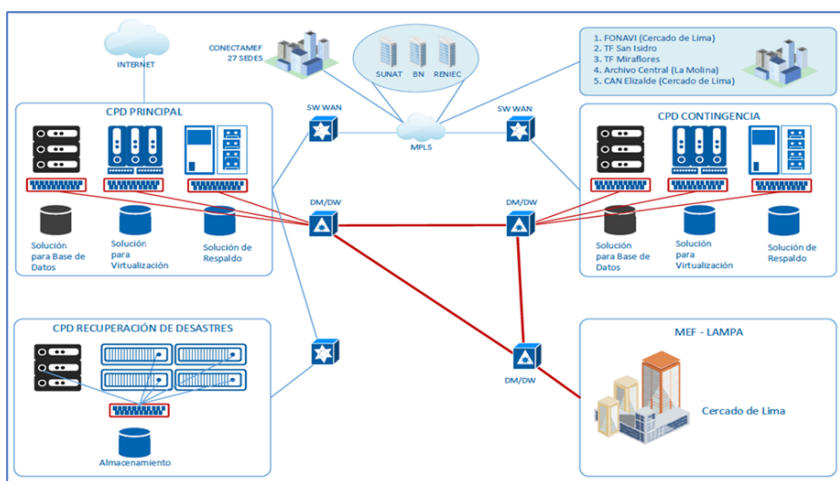 INTERNET
CONECTAMEF
27 SEDES
SUNAT
BN
RENIEC
1. FONAVI (Cercado de Lima)
2. TF San Isidro
3. TF Miraflores
4. Archivo Central (La Molina)
5. CAN Elizalde (Cercado de Lima)
CPD PRINCIPAL
SW WAN
MPLS
SW WAN
CPD CONTINGENCIA
DM/DW
DM/DW
Solución
para Base de
Datos
Solución
para
Virtualización
Solución de
Respaldo
Solución
para Base de
Datos
Solución
para
Virtualización
Solución de
Respaldo
CPD RECUPERACIÓN DE DESASTRES
Almacenamiento
DM/DW
MEF - LAMPA
Cercado de Lima